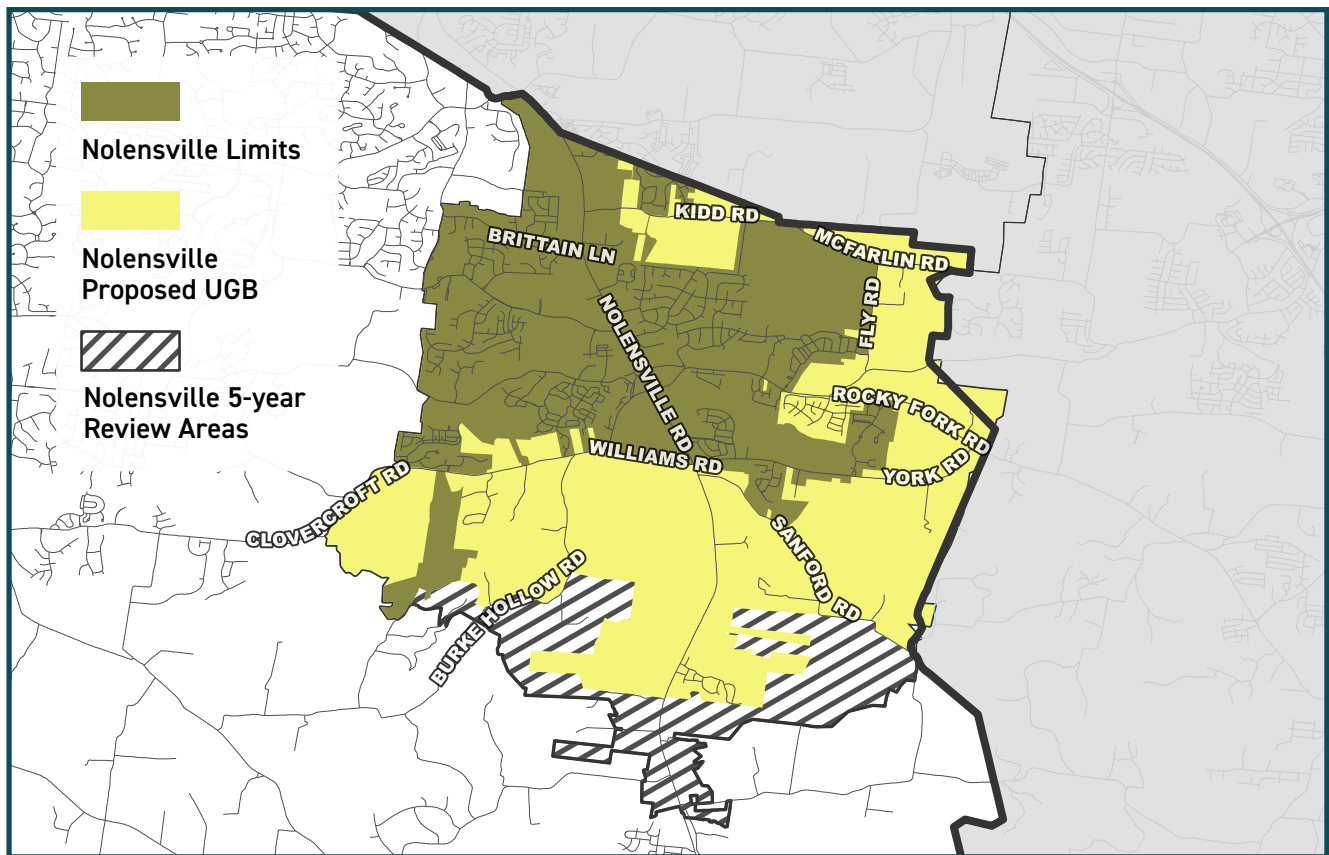 Nolensville Limits
Nolensville
Proposed UGB
Nolensville 5-year
Review Areas
KIDD RD
BRITTAIN LN
MCFARLIN RD
NOLENSVILLE RD
FLY RD
ROCKY FORK RD
WILLIAMS RD
YORK RD
CLOVERCROFT RD
SANFORD RD
BURKE HOLLOW RD